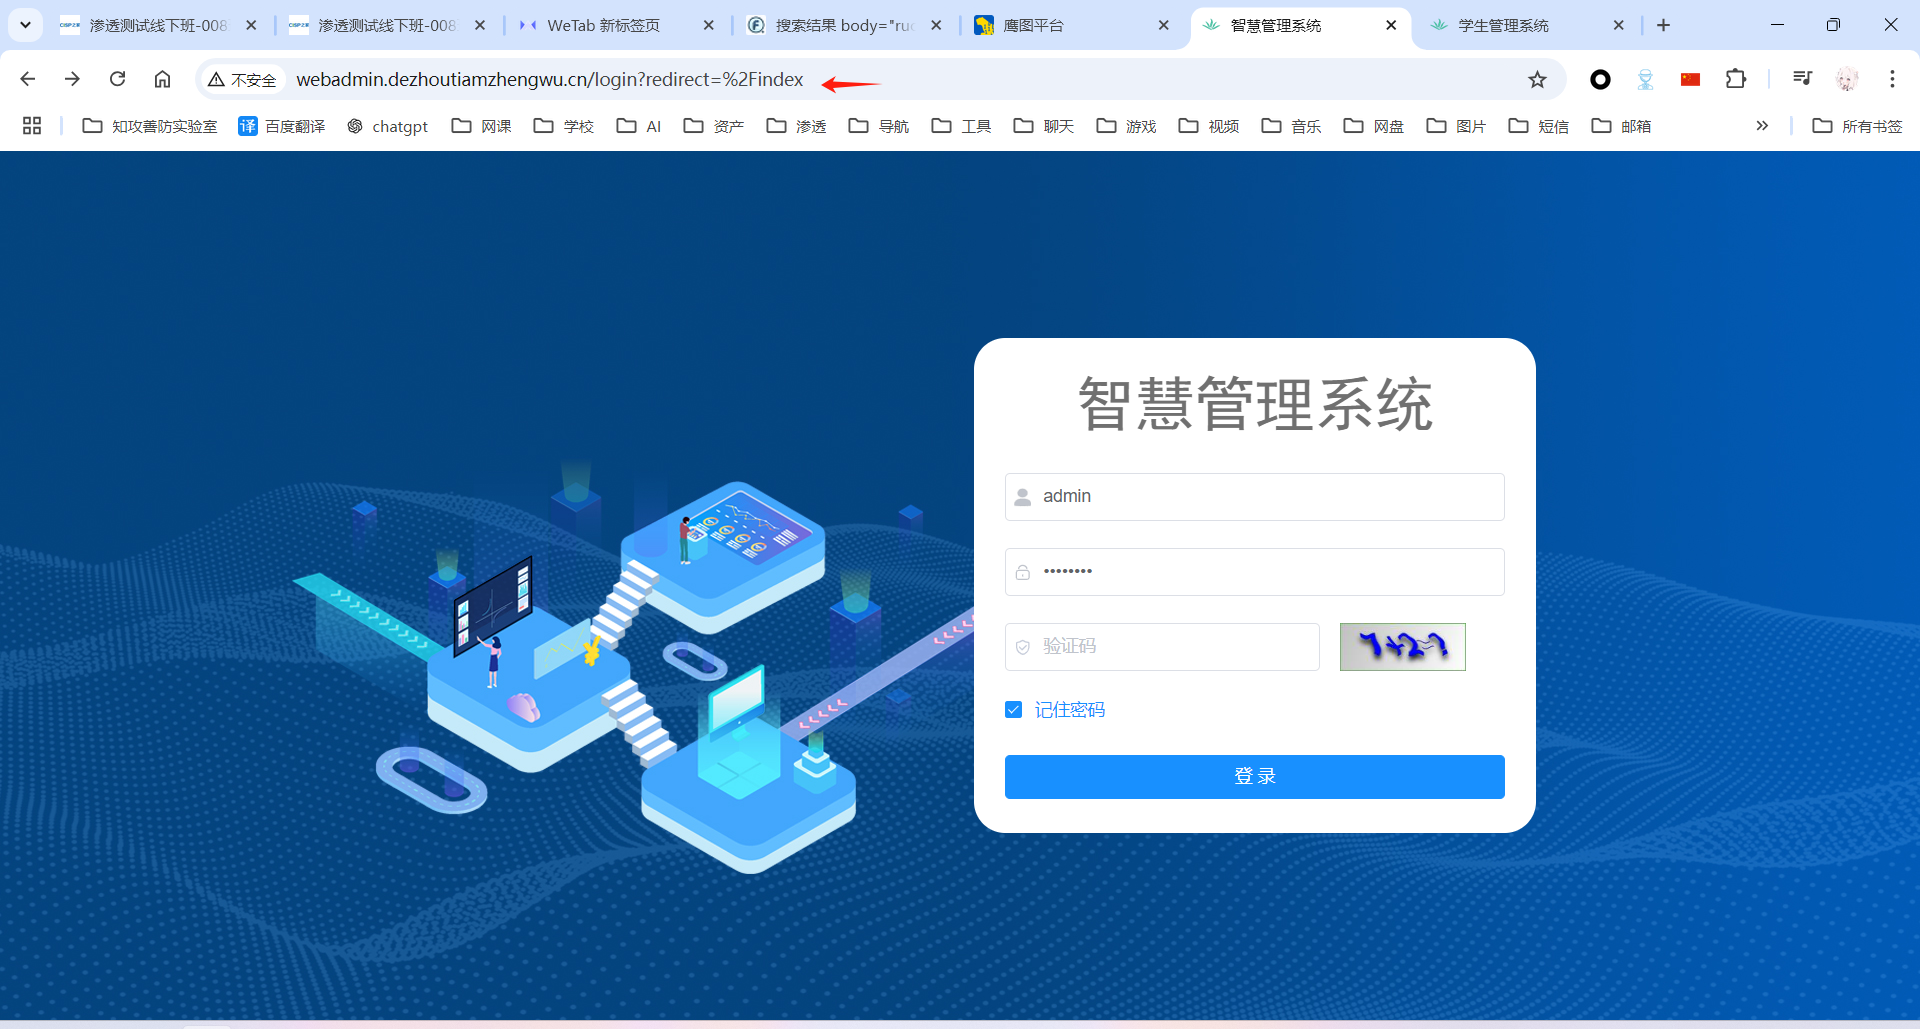 渗透测试线下班-008
渗透测试线下班-008
WeTab 新标签页
搜索结果 body="ruo
鹰图平台
智慧管理系统
学生管理系统
不安全
webadmin.dezhoutiamzhengwu.cn/login?redirect=%2Findex
知攻善防实验室
译 百度翻译
chatgpt
网课
学校
AI
资产
渗透
导航
工具
聊天
游戏
视频
音乐
网盘
图片
短信
邮箱
所有书签
智慧管理系统
admin
••••••••
验证码
记住密码
登 录